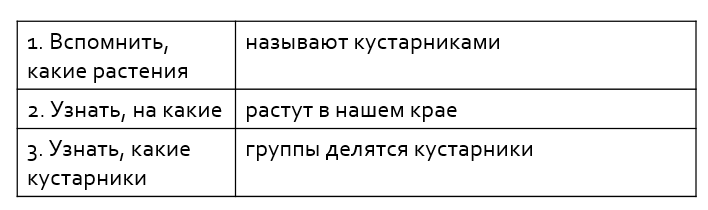 1. Вспомнить, называют кустарниками
какие растения
2. Узнать, на какие растут в нашем крае
3. Узнать, какие группы делятся кустарники
кустарники